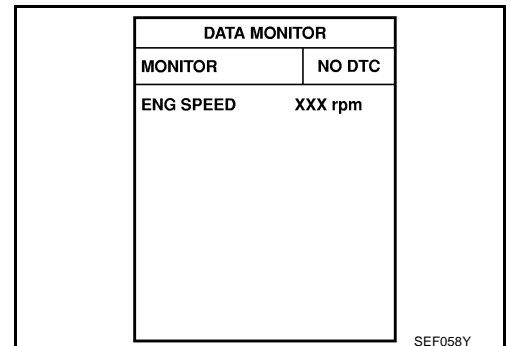 DATA MONITOR
MONITOR NO DTC
ENG SPEED XXX rpm
SEF058Y